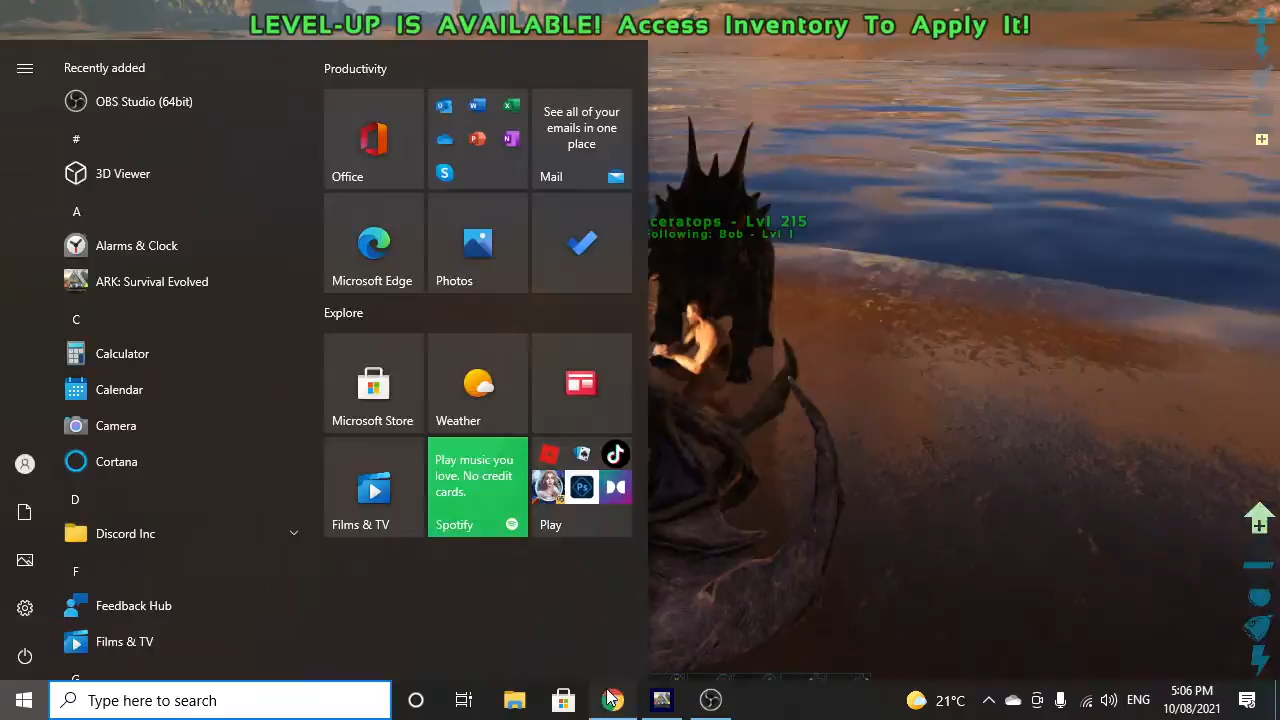 LEVEL-UP IS AVAILABLE! Access Inventory To Apply It!
Recently added
OBS Studio (64bit)
#
3D Viewer
A
Alarms & Clock
ARK: Survival Evolved
C
Calculator
Calendar
Camera
Cortana
D
Discord Inc
F
Feedback Hub
Films & TV
Productivity
Office
See all of your
emails in one
place
Mail
Microsoft Edge
Photos
Explore
Microsoft Store
Weather
Films & TV
Play music you
love. No credit
cards.
Spotify
Ps
Play
ceratops - Lvl 215
Following: Bob - Lvl 1
Type here to search
21°C
ENG
5:06 PM
10/08/2021